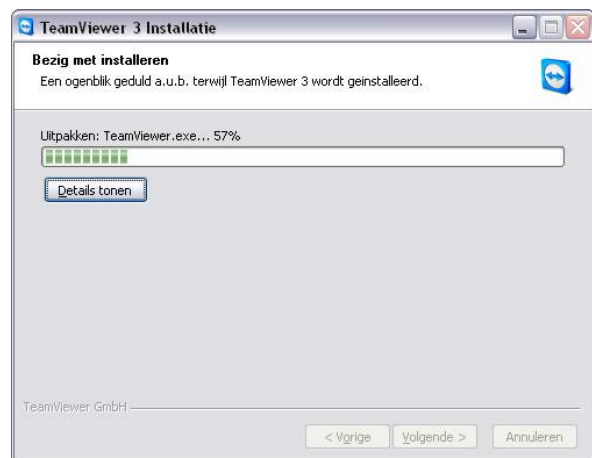 TeamViewer 3 Installatie
Bezig met installeren
Een ogenblik geduld a.u.b. terwijl TeamViewer 3 wordt geinstalleerd.
Uitpakken: TeamViewer.exe... 57%
Details tonen
TeamViewer GmbH
< Vorige
Volgende >
Annuleren